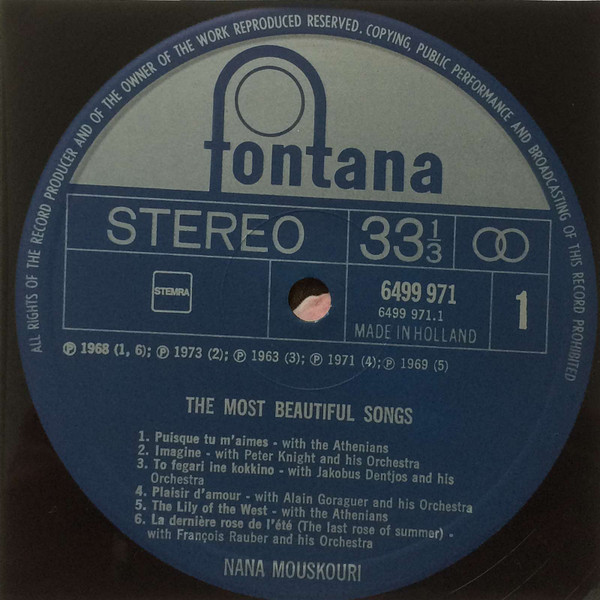 ALL RIGHTS OF THE RECORD PRODUCER AND OF THE OWNER OF THE WORK REPRODUCED RESERVED. COPYING, PUBLIC PERFORMANCE AND BROADCASTING OF THIS RECORD PROHIBITED
fontana
STEREO 33 1/3
STEMRA
6499 971
6499 971.1
MADE IN HOLLAND
1
℗ 1968 (1, 6); ℗ 1973 (2); ℗ 1963 (3); ℗ 1971 (4); ℗ 1969 (5)
THE MOST BEAUTIFUL SONGS
1. Puisque tu m'aimes - with the Athenians
2. Imagine - with Peter Knight and his Orchestra
3. To fegari ine kokkino - with Jakobus Dentjos and his
Orchestra
4. Plaisir d'amour - with Alain Goraguer and his Orchestra
5. The Lily of the West - with the Athenians
6. La dernière rose de l'été (The last rose of summer) -
with François Rauber and his Orchestra
NANA MOUSKOURI